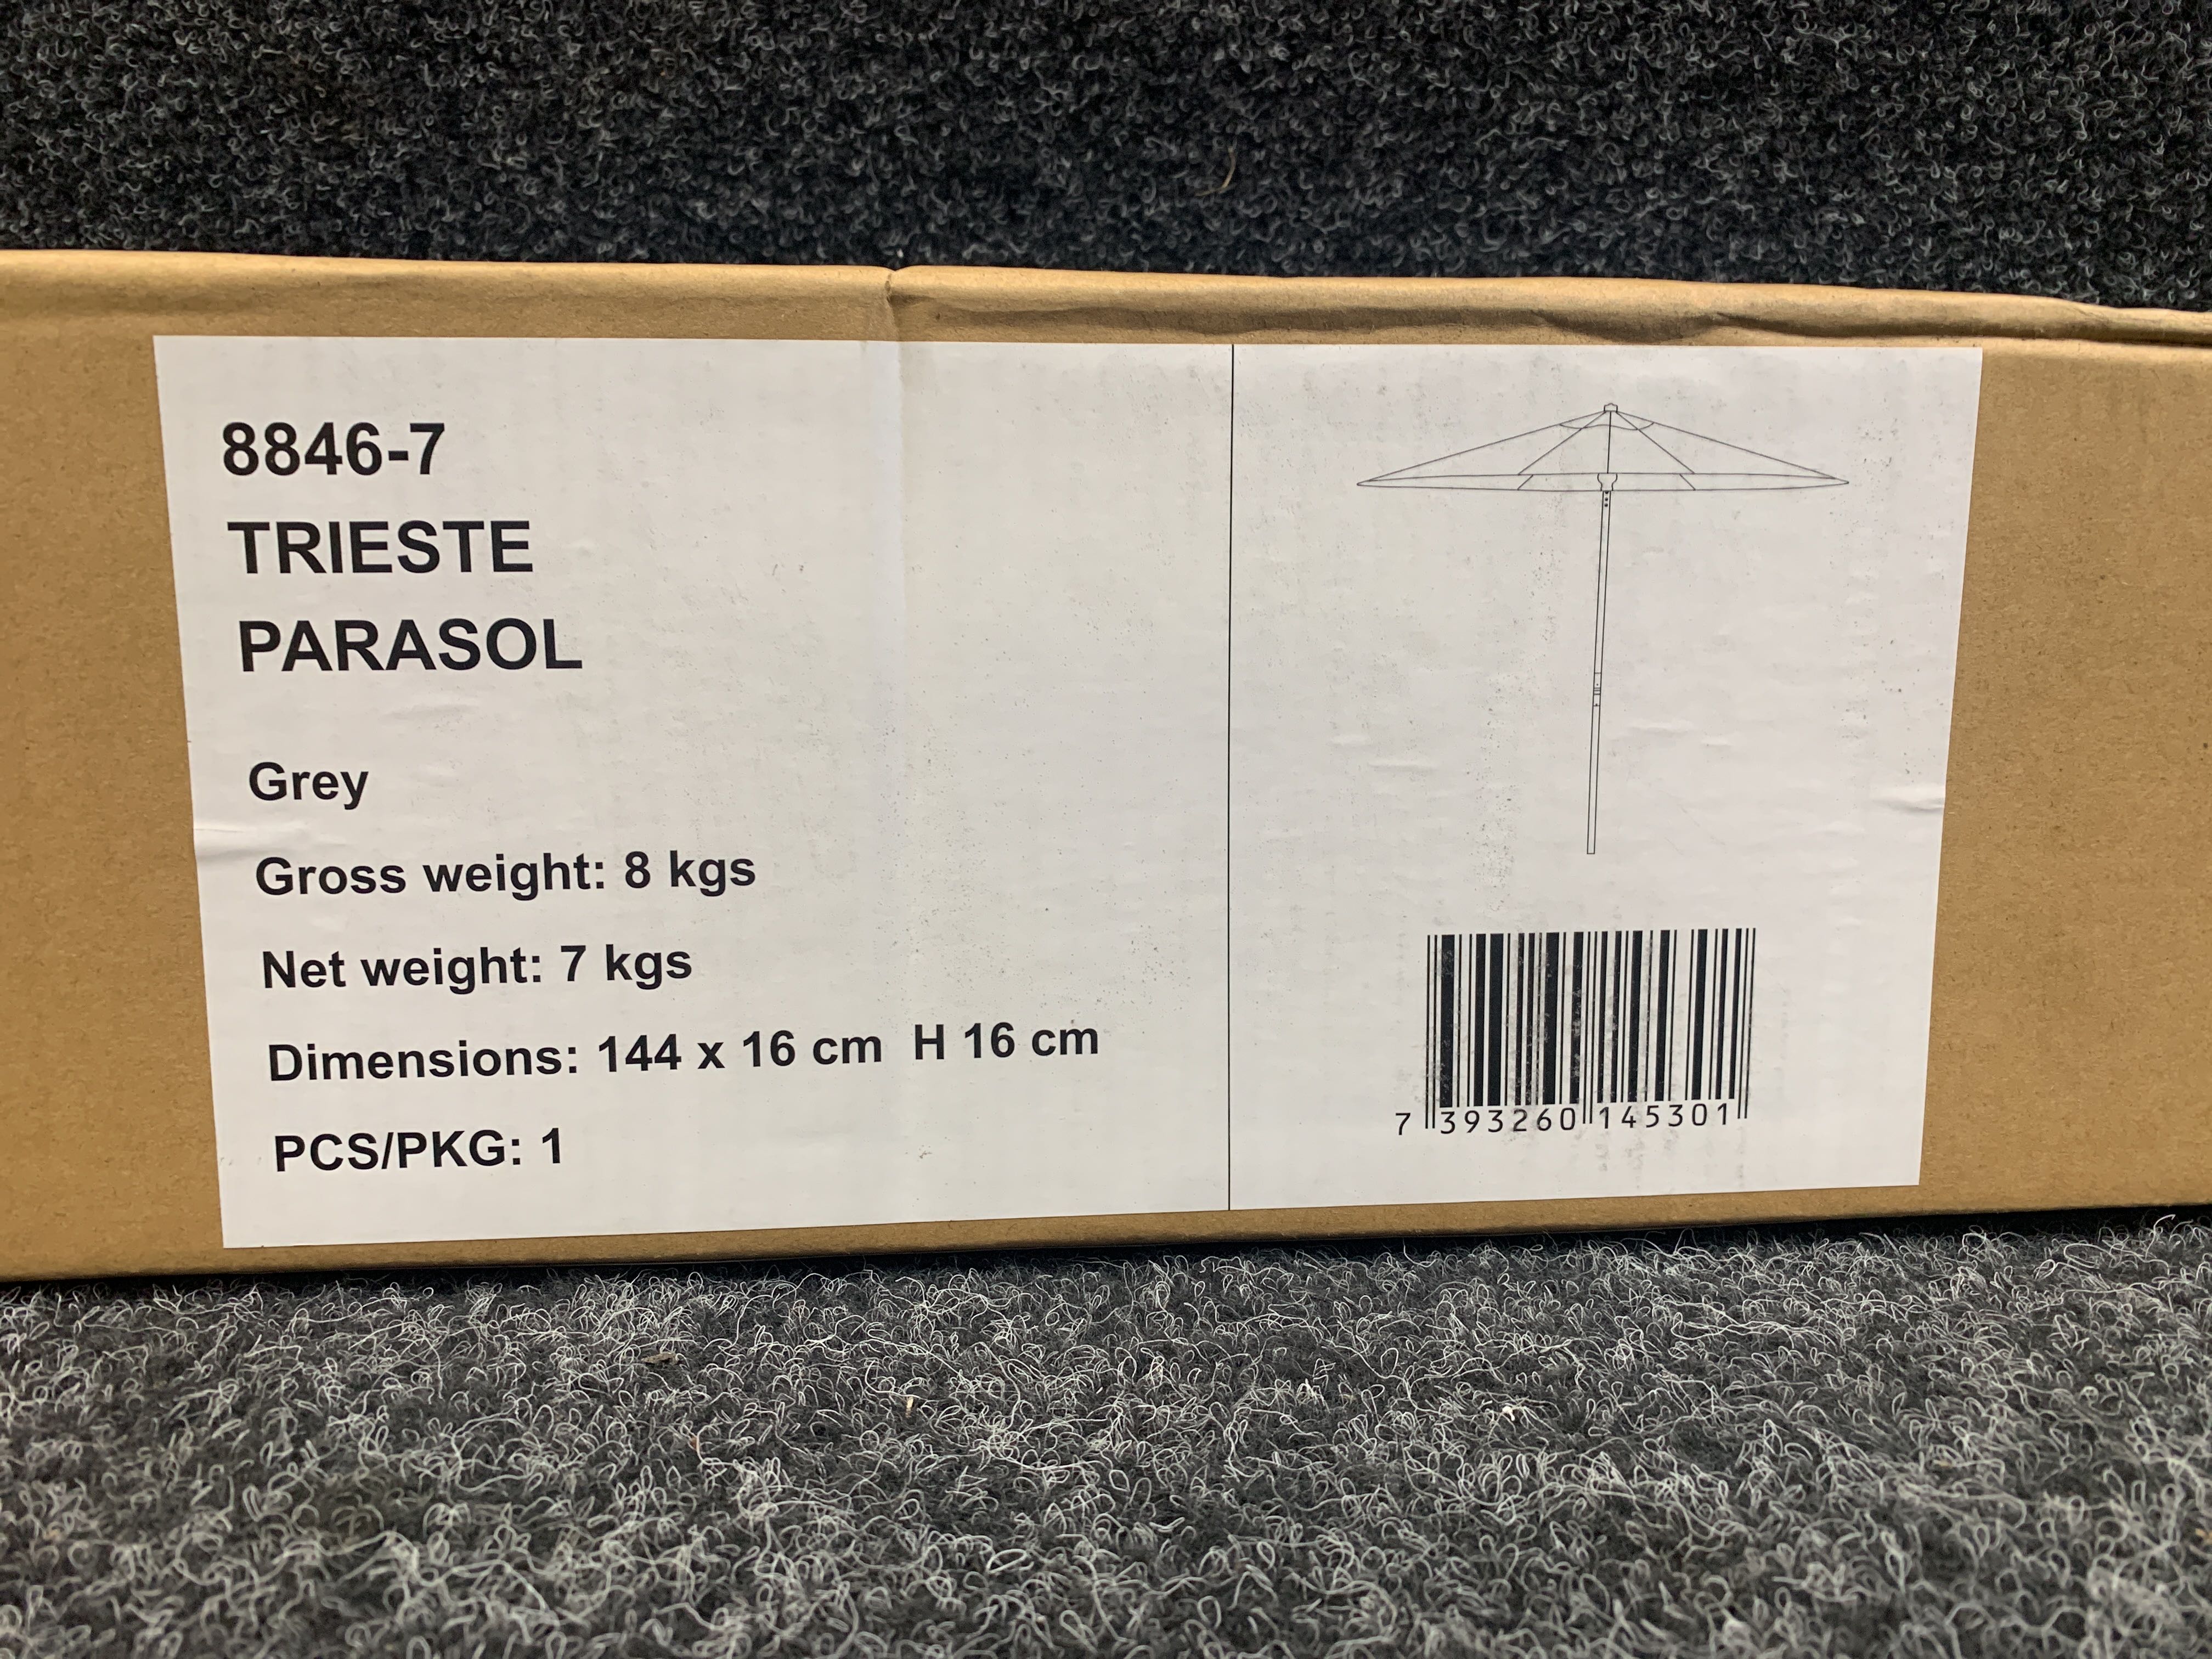 8846-7
TRIESTE
PARASOL
Grey
Gross weight: 8 kgs
Net weight: 7 kgs
Dimensions: 144 x 16 cm  H 16 cm
PCS/PKG: 1
7 393260 145301